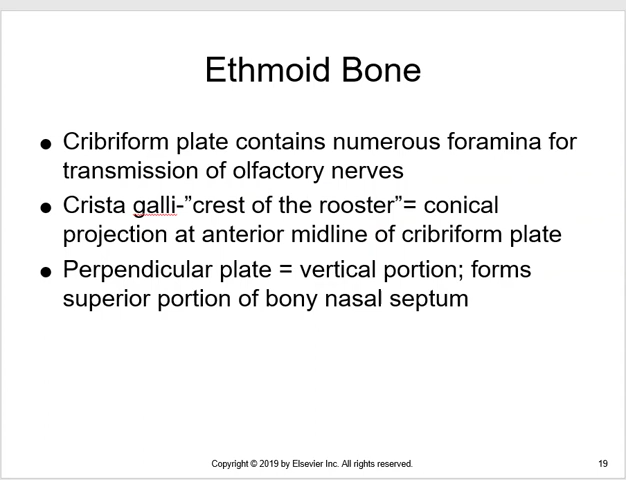 Ethmoid Bone
● Cribriform plate contains numerous foramina for
transmission of olfactory nerves
● Crista galli-”crest of the rooster”= conical
projection at anterior midline of cribriform plate
● Perpendicular plate = vertical portion; forms
superior portion of bony nasal septum
Copyright © 2019 by Elsevier Inc. All rights reserved.
19